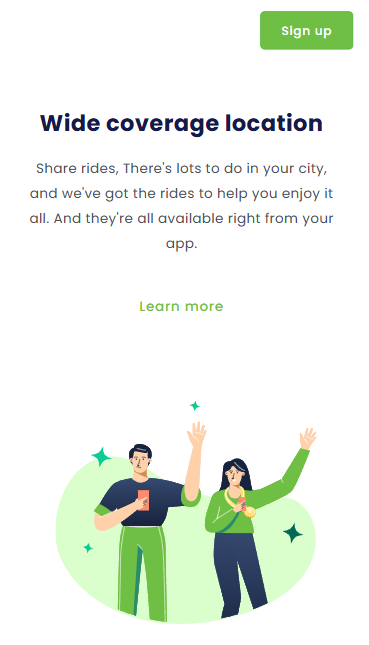 Sign up
Wide coverage location
Share rides, There's lots to do in your city,
and we've got the rides to help you enjoy it
all. And they're all available right from your
app.
Learn more